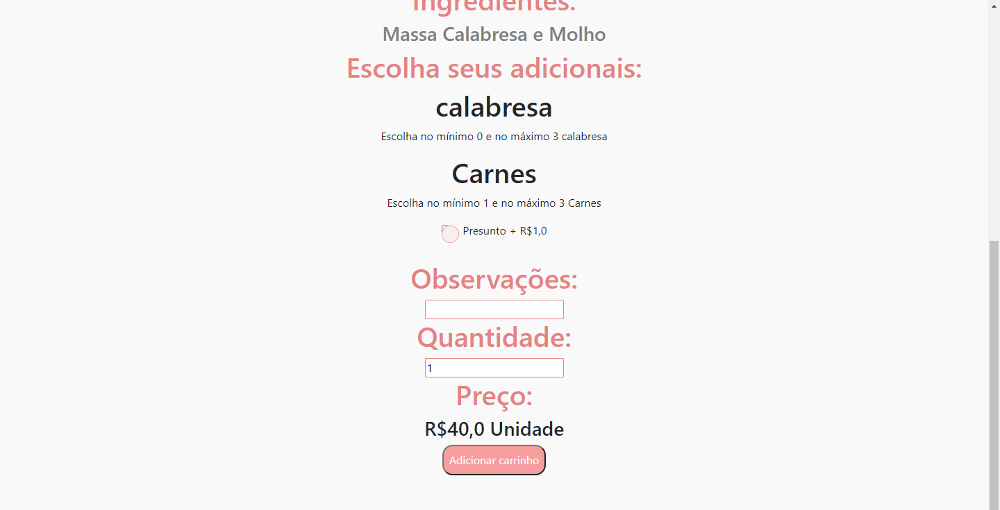 Ingredientes:
Massa Calabresa e Molho
Escolha seus adicionais:
calabresa
Escolha no mínimo 0 e no máximo 3 calabresa
Carnes
Escolha no mínimo 1 e no máximo 3 Carnes
Presunto + R$1,0
Observações:
Quantidade:
1
Preço:
R$40,0 Unidade
Adicionar carrinho